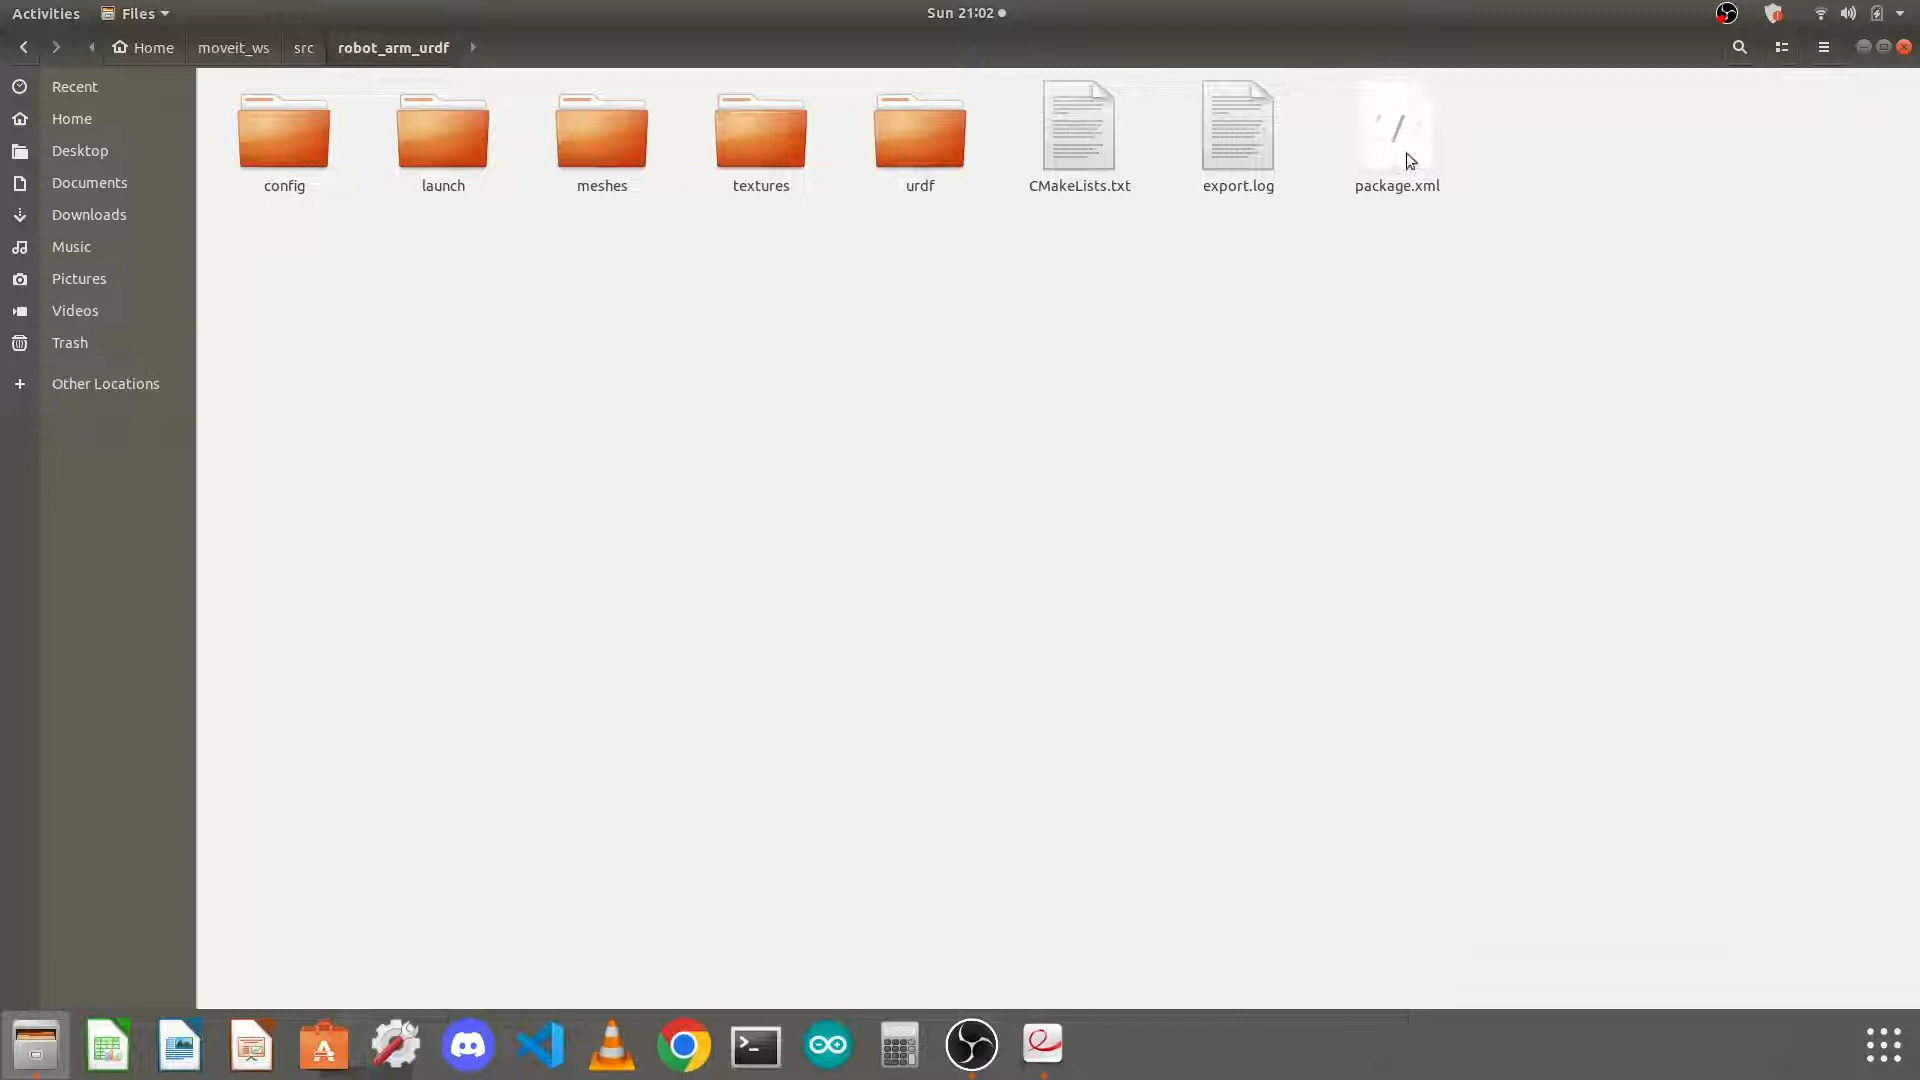 Activities Files Sun 21:02
Home moveit_ws src robot_arm_urdf
Recent
Home
Desktop
Documents
Downloads
Music
Pictures
Videos
Trash
Other Locations
config launch meshes textures urdf CMakeLists.txt export.log package.xml